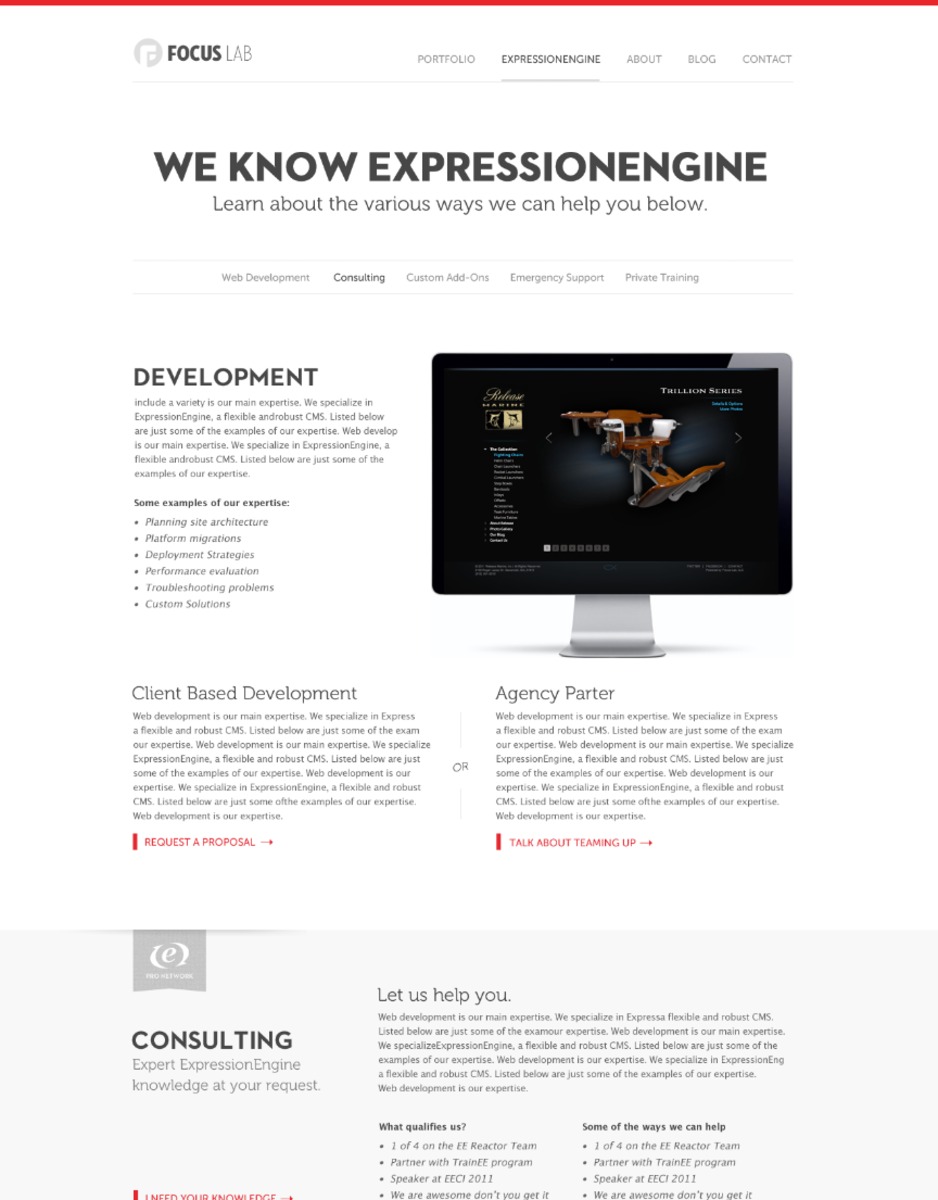 FOCUS LAB
PORTFOLIO EXPRESSIONENGINE ABOUT BLOG CONTACT
WE KNOW EXPRESSIONENGINE
Learn about the various ways we can help you below.
Web Development Consulting Custom Add-Ons Emergency Support Private Training
DEVELOPMENT
include a variety is our main expertise. We specialize in
ExpressionEngine, a flexible androbust CMS. Listed below
are just some of the examples of our expertise. Web develop
is our main expertise. We specialize in ExpressionEngine, a
flexible androbust CMS. Listed below are just some of the
examples of our expertise.
Some examples of our expertise:
• Planning site architecture
• Platform migrations
• Deployment Strategies
• Performance evaluation
• Troubleshooting problems
• Custom Solutions
Release
MARINE
TRILLION SERIES
Details & Options
The Collection
Fighting Chairs
About Release
Photo Gallery
Our Blog
Contact Us
Client Based Development
Web development is our main expertise. We specialize in Express
a flexible and robust CMS. Listed below are just some of the exam
our expertise. Web development is our main expertise. We specialize
ExpressionEngine, a flexible and robust CMS. Listed below are just
some of the examples of our expertise. Web development is our
expertise. We specialize in ExpressionEngine, a flexible and robust
CMS. Listed below are just some ofthe examples of our expertise.
Web development is our main expertise.
REQUEST A PROPOSAL →
OR
Agency Parter
Web development is our main expertise. We specialize in Express
a flexible and robust CMS. Listed below are just some of the exam
our expertise. Web development is our main expertise. We specialize
ExpressionEngine, a flexible and robust CMS. Listed below are just
some of the examples of our expertise. Web development is our
expertise. We specialize in ExpressionEngine, a flexible and robust
CMS. Listed below are just some ofthe examples of our expertise.
Web development is our main expertise.
TALK ABOUT TEAMING UP →
e
PRO NETWORK
CONSULTING
Expert ExpressionEngine
knowledge at your request.
I NEED YOUR KNOWLEDGE →
Let us help you.
Web development is our main expertise. We specialize in Expressa flexible and robust CMS.
Listed below are just some of the examour expertise. Web development is our main expertise.
We specializeExpressionEngine, a flexible and robust CMS. Listed below are just some of the
examples of our expertise. Web development is our expertise. We specialize in ExpressionEng
a flexible and robust CMS. Listed below are just some of the examples of our expertise.
Web development is our main expertise.
What qualifies us?
• 1 of 4 on the EE Reactor Team
• Partner with TrainEE program
• Speaker at EECI 2011
• We are awesome don't you get it
Some of the ways we can help
• 1 of 4 on the EE Reactor Team
• Partner with TrainEE program
• Speaker at EECI 2011
• We are awesome don't you get it